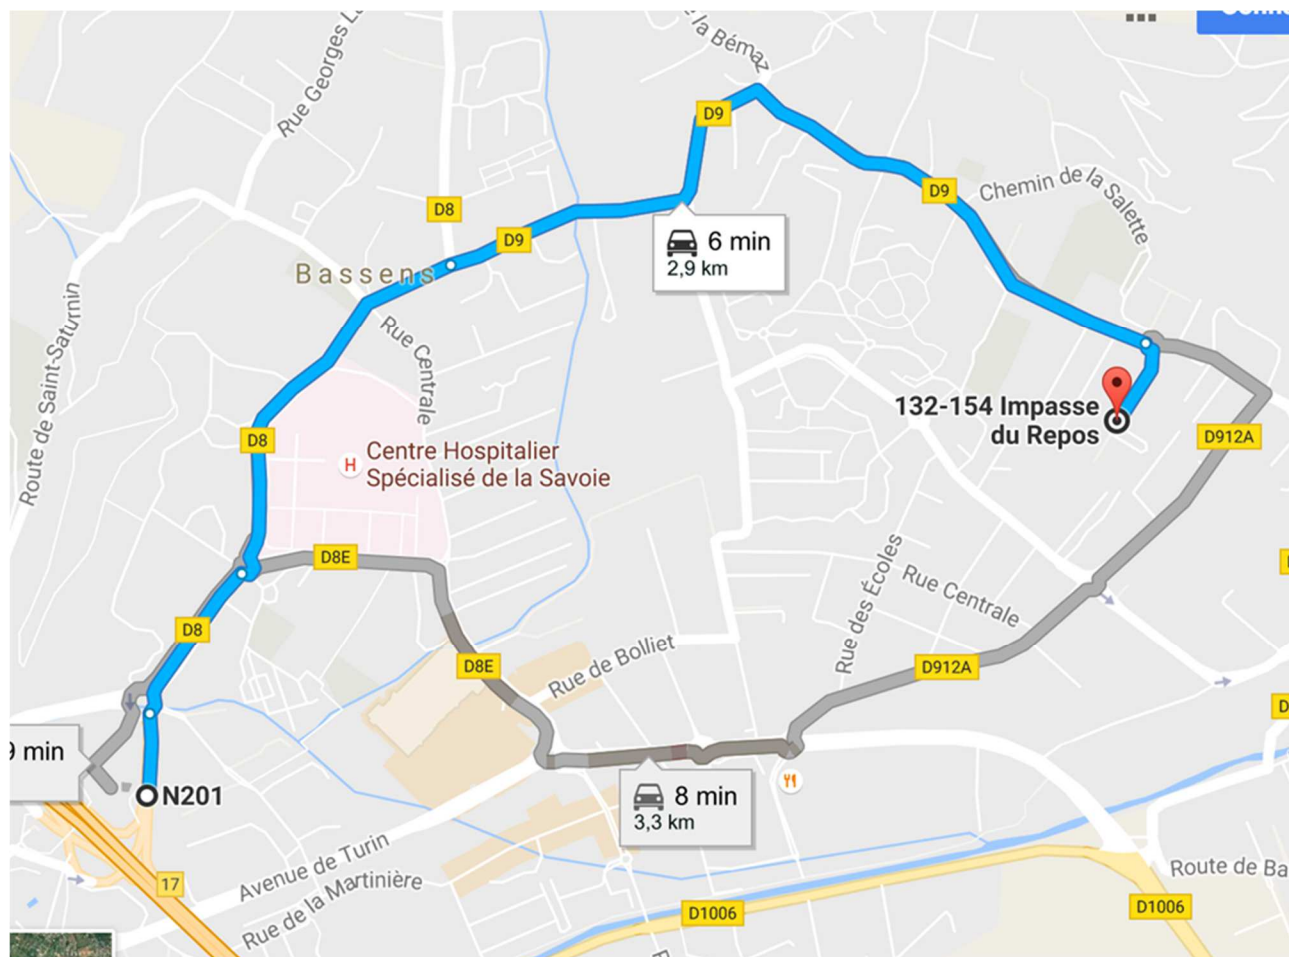 la Bémaz
Rue Georges
D9
D8
D9
D9
Chemin de la Salette
6 min
2,9 km
Bassens
Rue Centrale
Route de Saint-Saturnin
132-154 Impasse
du Repos
D912A
D8
H
Centre Hospitalier
Spécialisé de la Savoie
D8E
Rue des Écoles
Rue Centrale
D8
D8E
Rue de Bolliet
D912A
9 min
N201
8 min
3,3 km
Avenue de Turin
Rue de la Martinière
17
D1006
D1006
Route de